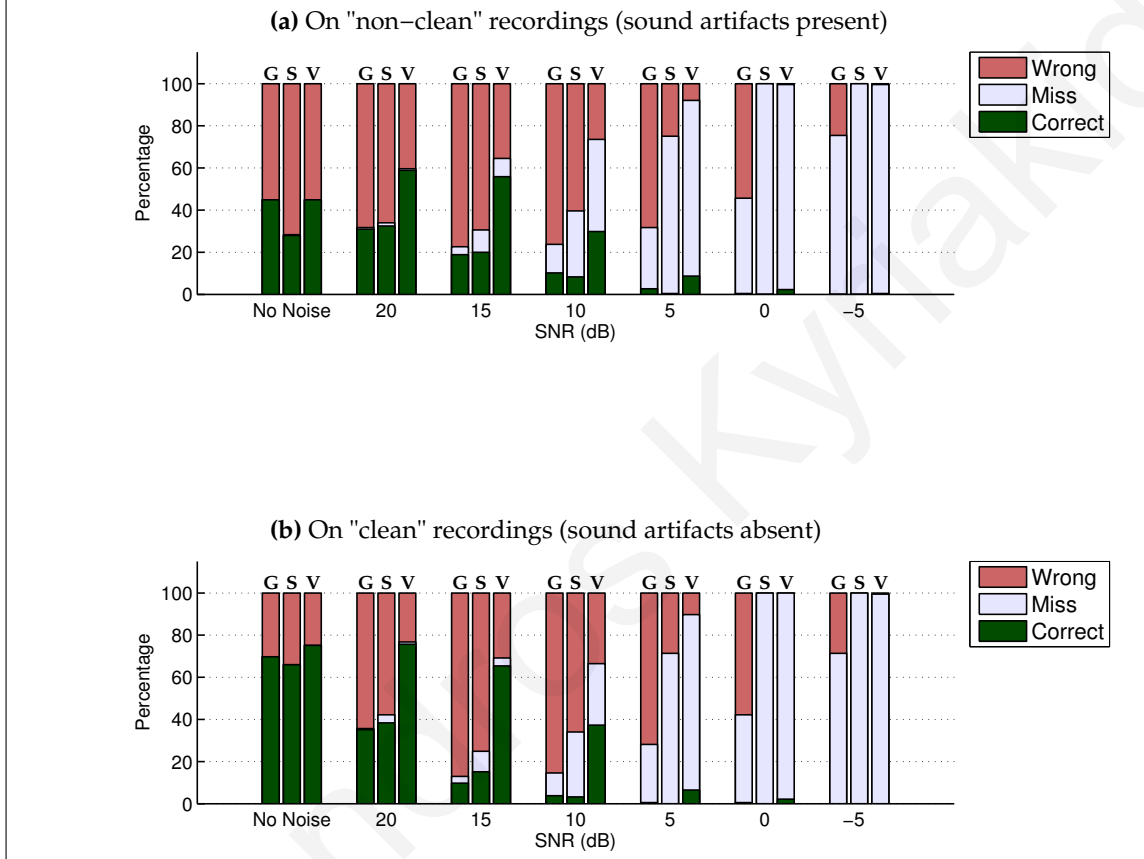 (a) On "non−clean" recordings (sound artifacts present)
G S V G S V G S V G S V G S V G S V G S V
Wrong
Miss
Correct
100
80
60
40
20
0
Percentage
No Noise 20 15 10 5 0 −5
SNR (dB)
(b) On "clean" recordings (sound artifacts absent)
G S V G S V G S V G S V G S V G S V G S V
Wrong
Miss
Correct
100
80
60
40
20
0
Percentage
No Noise 20 15 10 5 0 −5
SNR (dB)